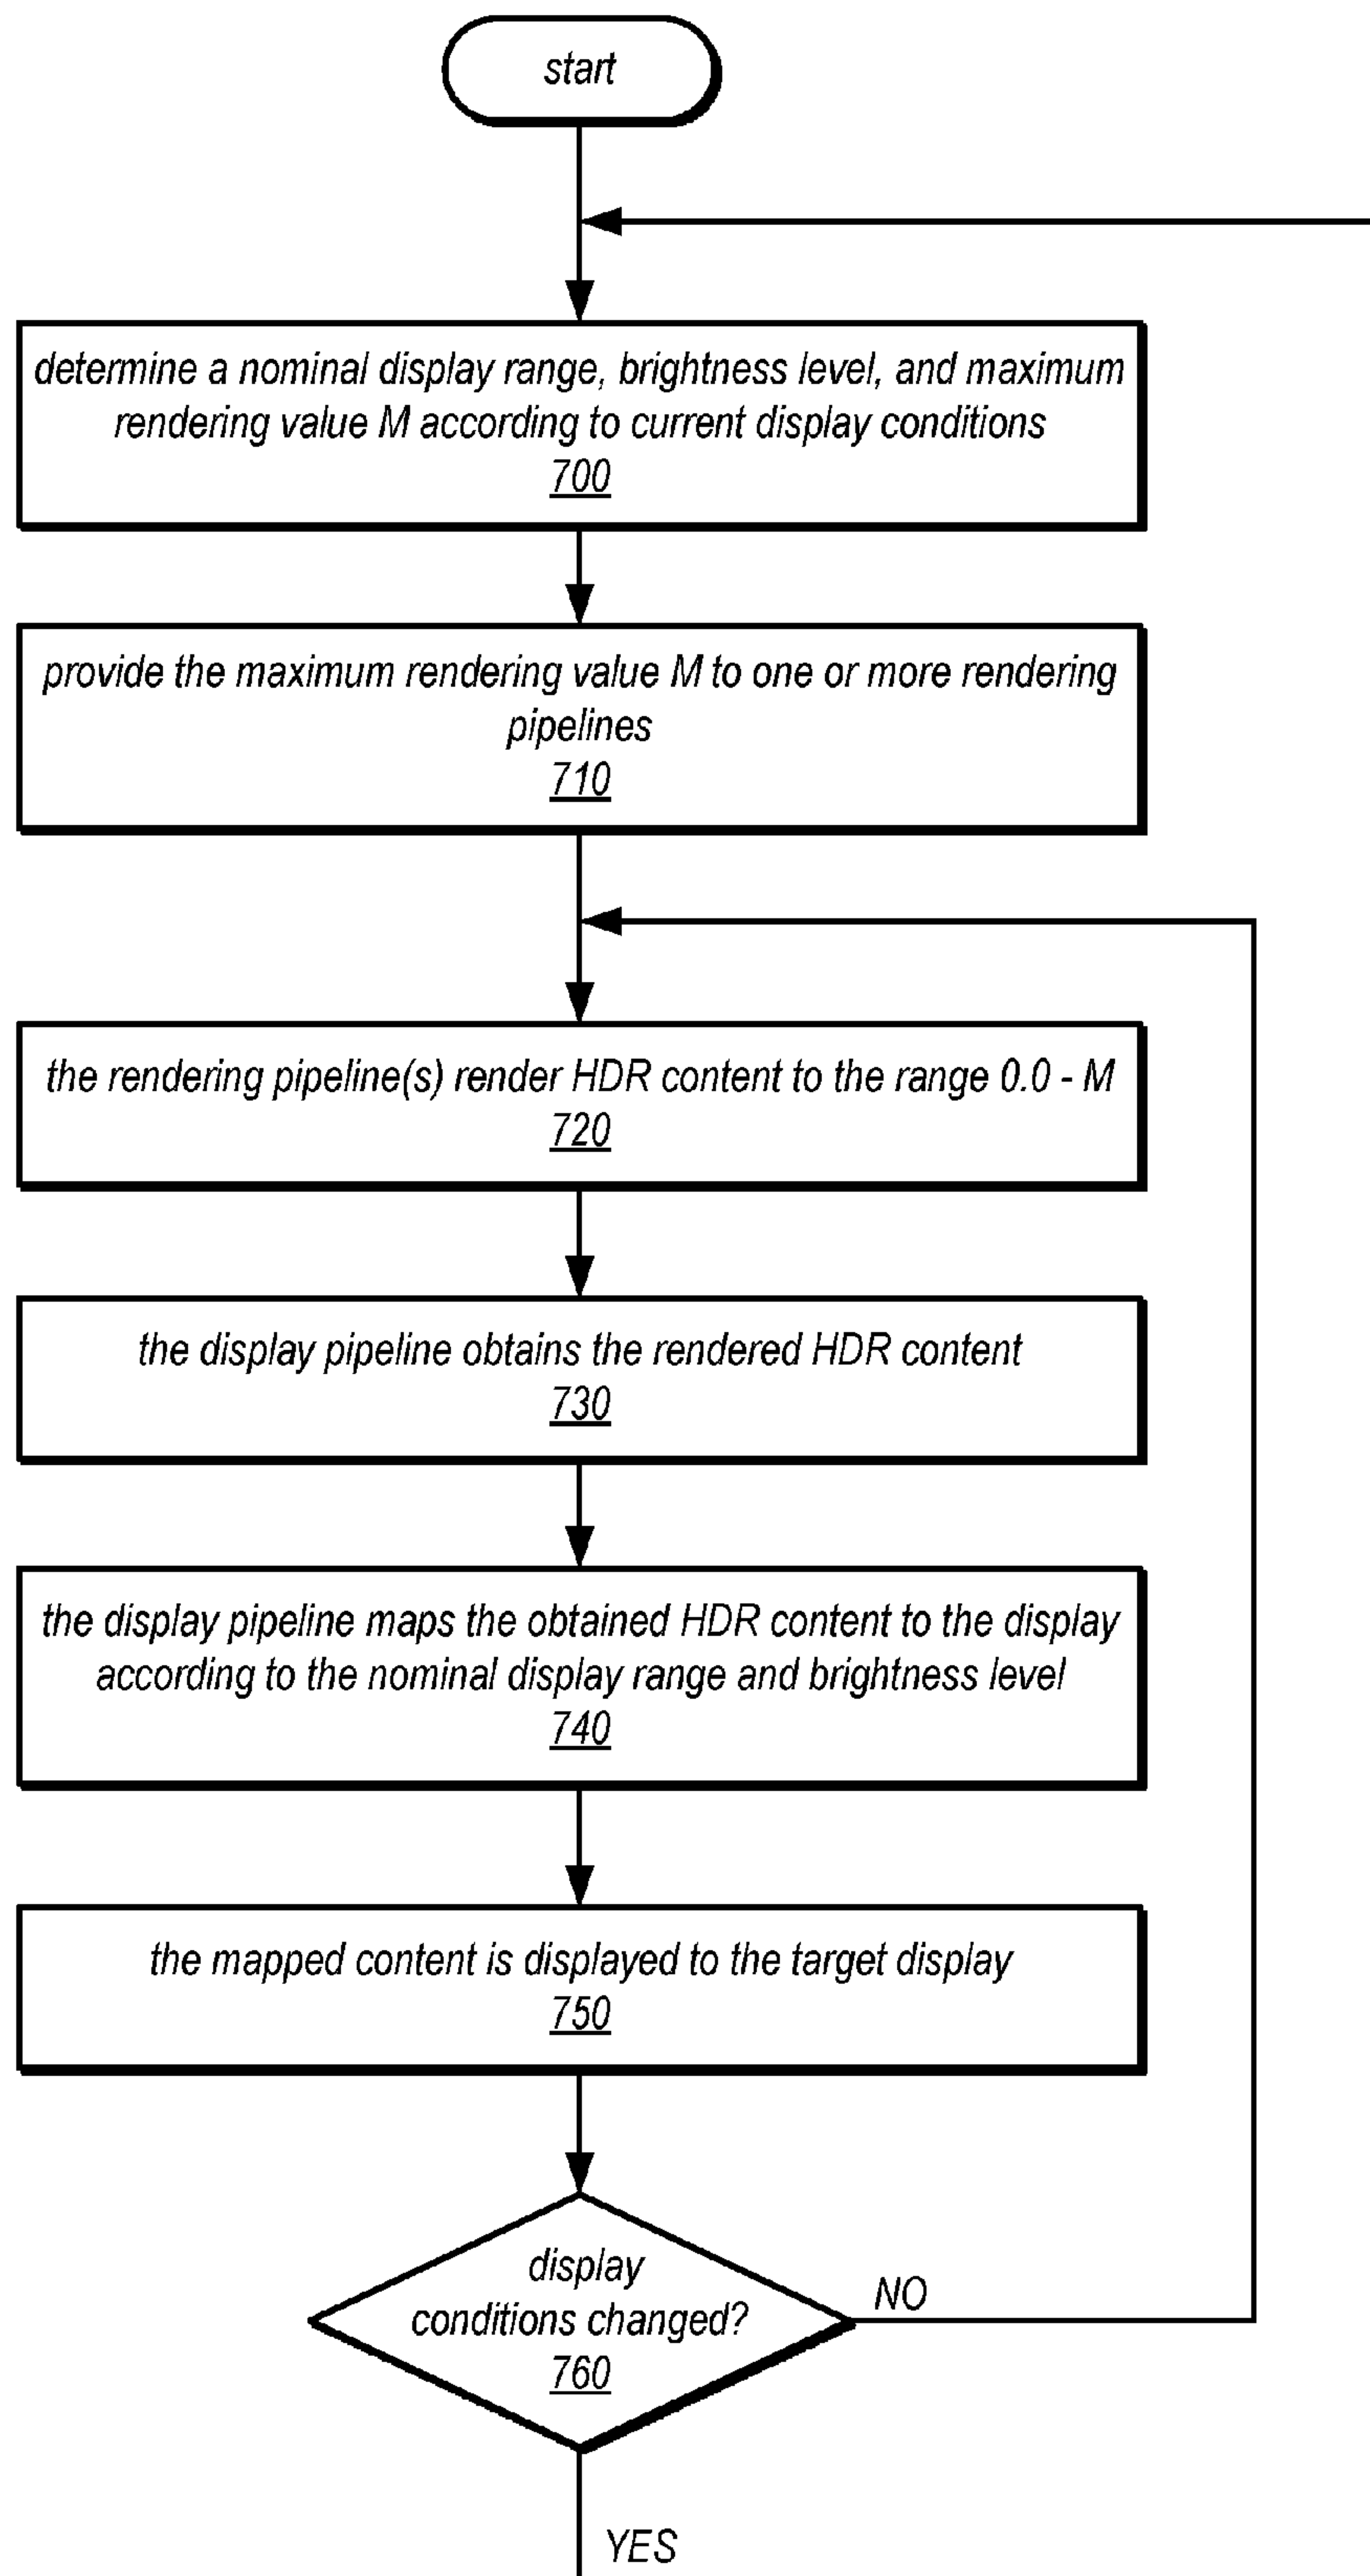 start
determine a nominal display range, brightness level, and maximum
rendering value M according to current display conditions
700
provide the maximum rendering value M to one or more rendering
pipelines
710
the rendering pipeline(s) render HDR content to the range 0.0 - M
720
the display pipeline obtains the rendered HDR content
730
the display pipeline maps the obtained HDR content to the display
according to the nominal display range and brightness level
740
the mapped content is displayed to the target display
750
display
conditions changed?
760
NO
YES